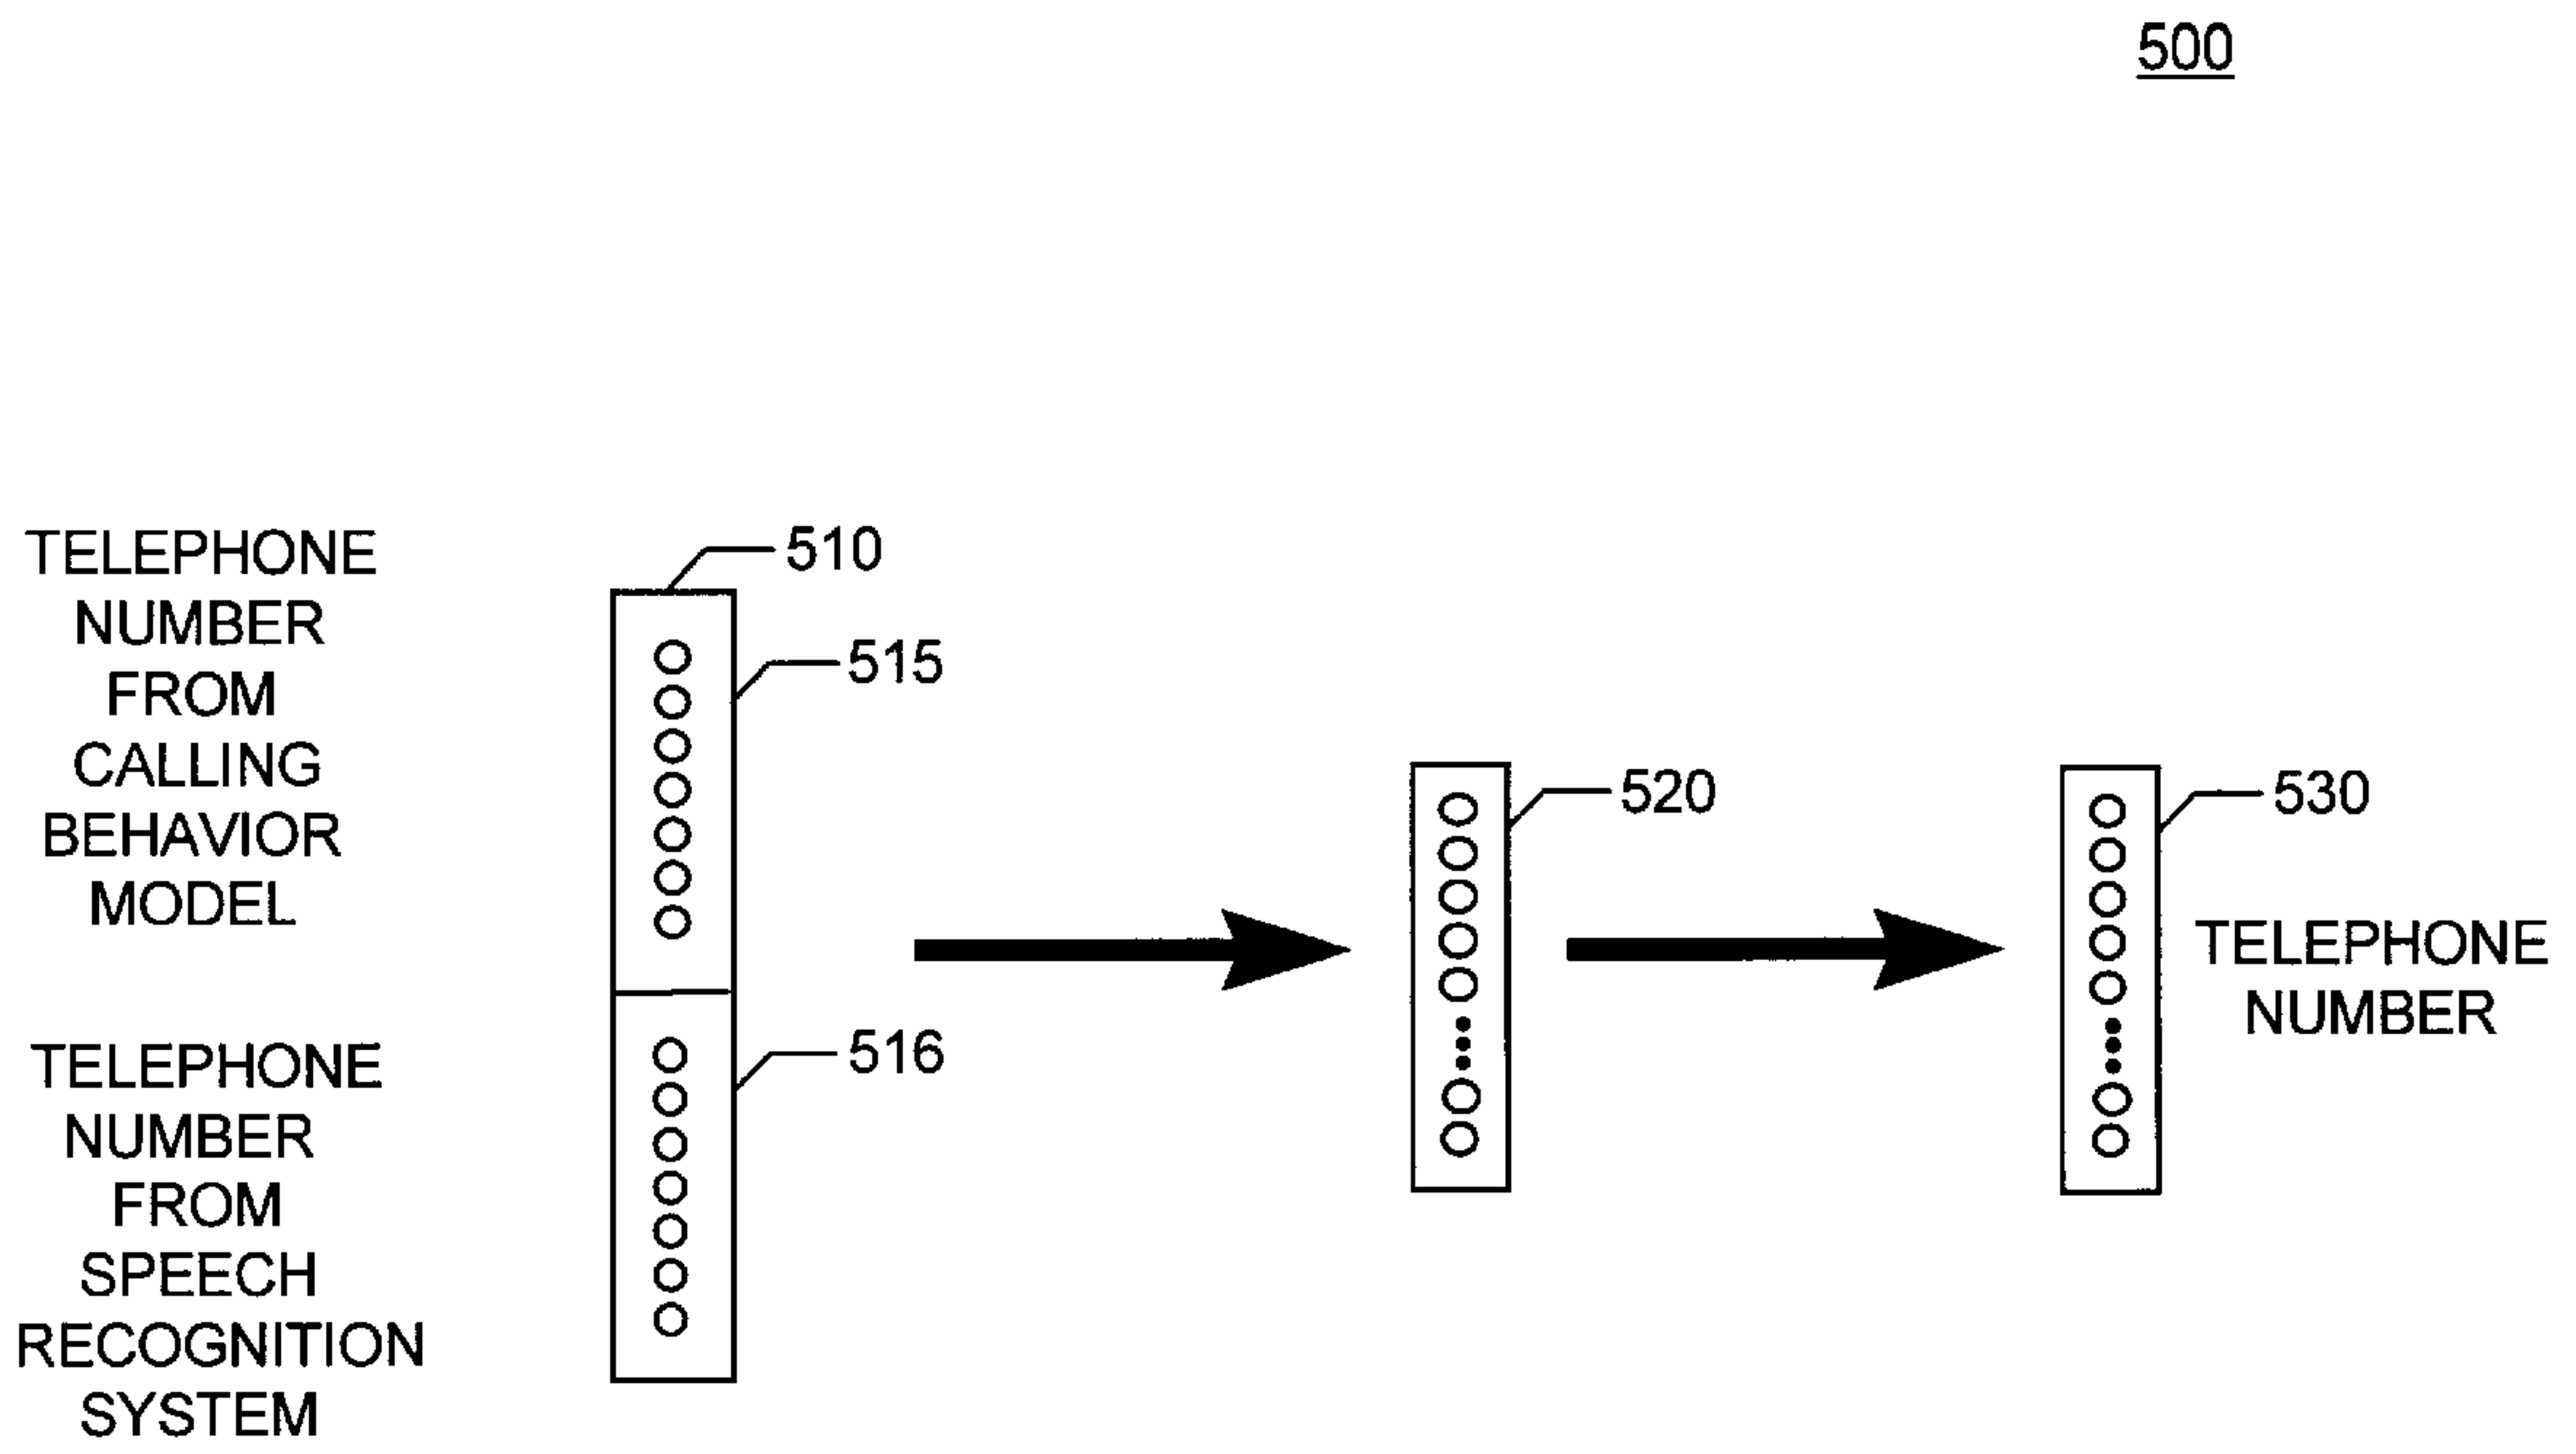 500
TELEPHONE
NUMBER
FROM
CALLING
BEHAVIOR
MODEL
510
515
TELEPHONE
NUMBER
FROM
SPEECH
RECOGNITION
SYSTEM
516
520
530
TELEPHONE
NUMBER